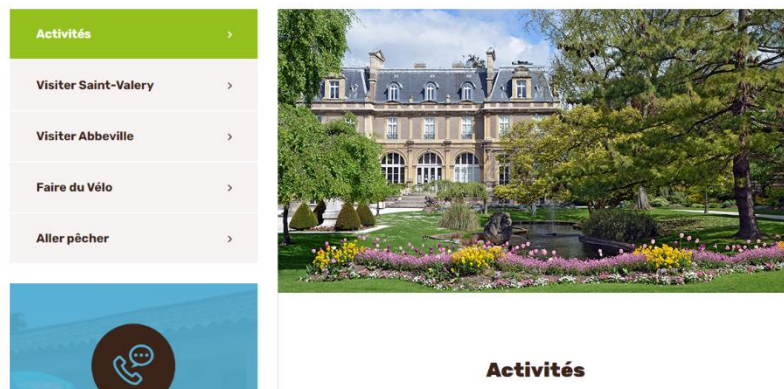 Activités
Visiter Saint-Valery
Visiter Abbeville
Faire du Vélo
Aller pêcher
Activités